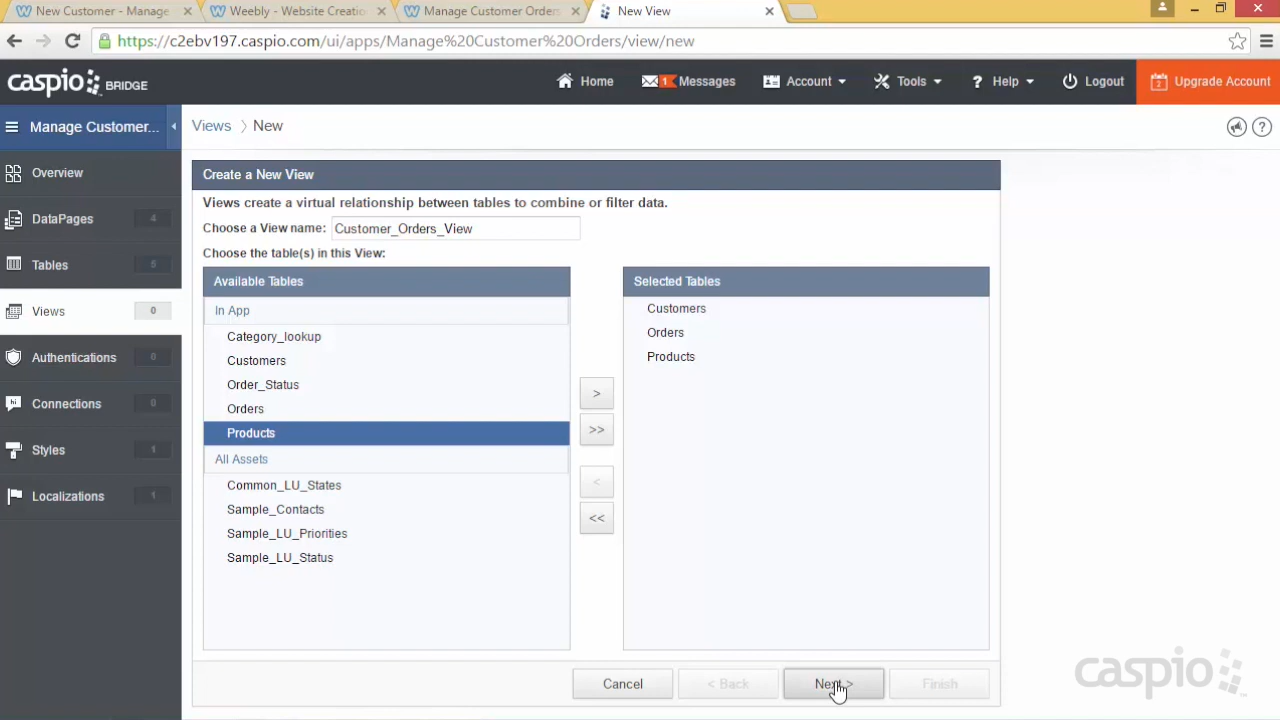 New Customer - Manage
Weebly - Website Creatio
Manage Customer Orders
New View
https://c2ebv197.caspio.com/ui/apps/Manage%20Customer%20Orders/view/new
caspio BRIDGE
Home
1 Messages
Account
Tools
? Help
Logout
Upgrade Account
Manage Customer...
Views > New
?
Overview
DataPages 4
Tables 5
Views 0
Authentications 0
Connections 0
Styles 1
Localizations 1
Create a New View
Views create a virtual relationship between tables to combine or filter data.
Choose a View name: Customer_Orders_View
Choose the table(s) in this View:
Available Tables
In App
Category_lookup
Customers
Order_Status
Orders
Products
All Assets
Common_LU_States
Sample_Contacts
Sample_LU_Priorities
Sample_LU_Status
>
>>
<
<<
Selected Tables
Customers
Orders
Products
Cancel
< Back
Next >
Finish
caspio